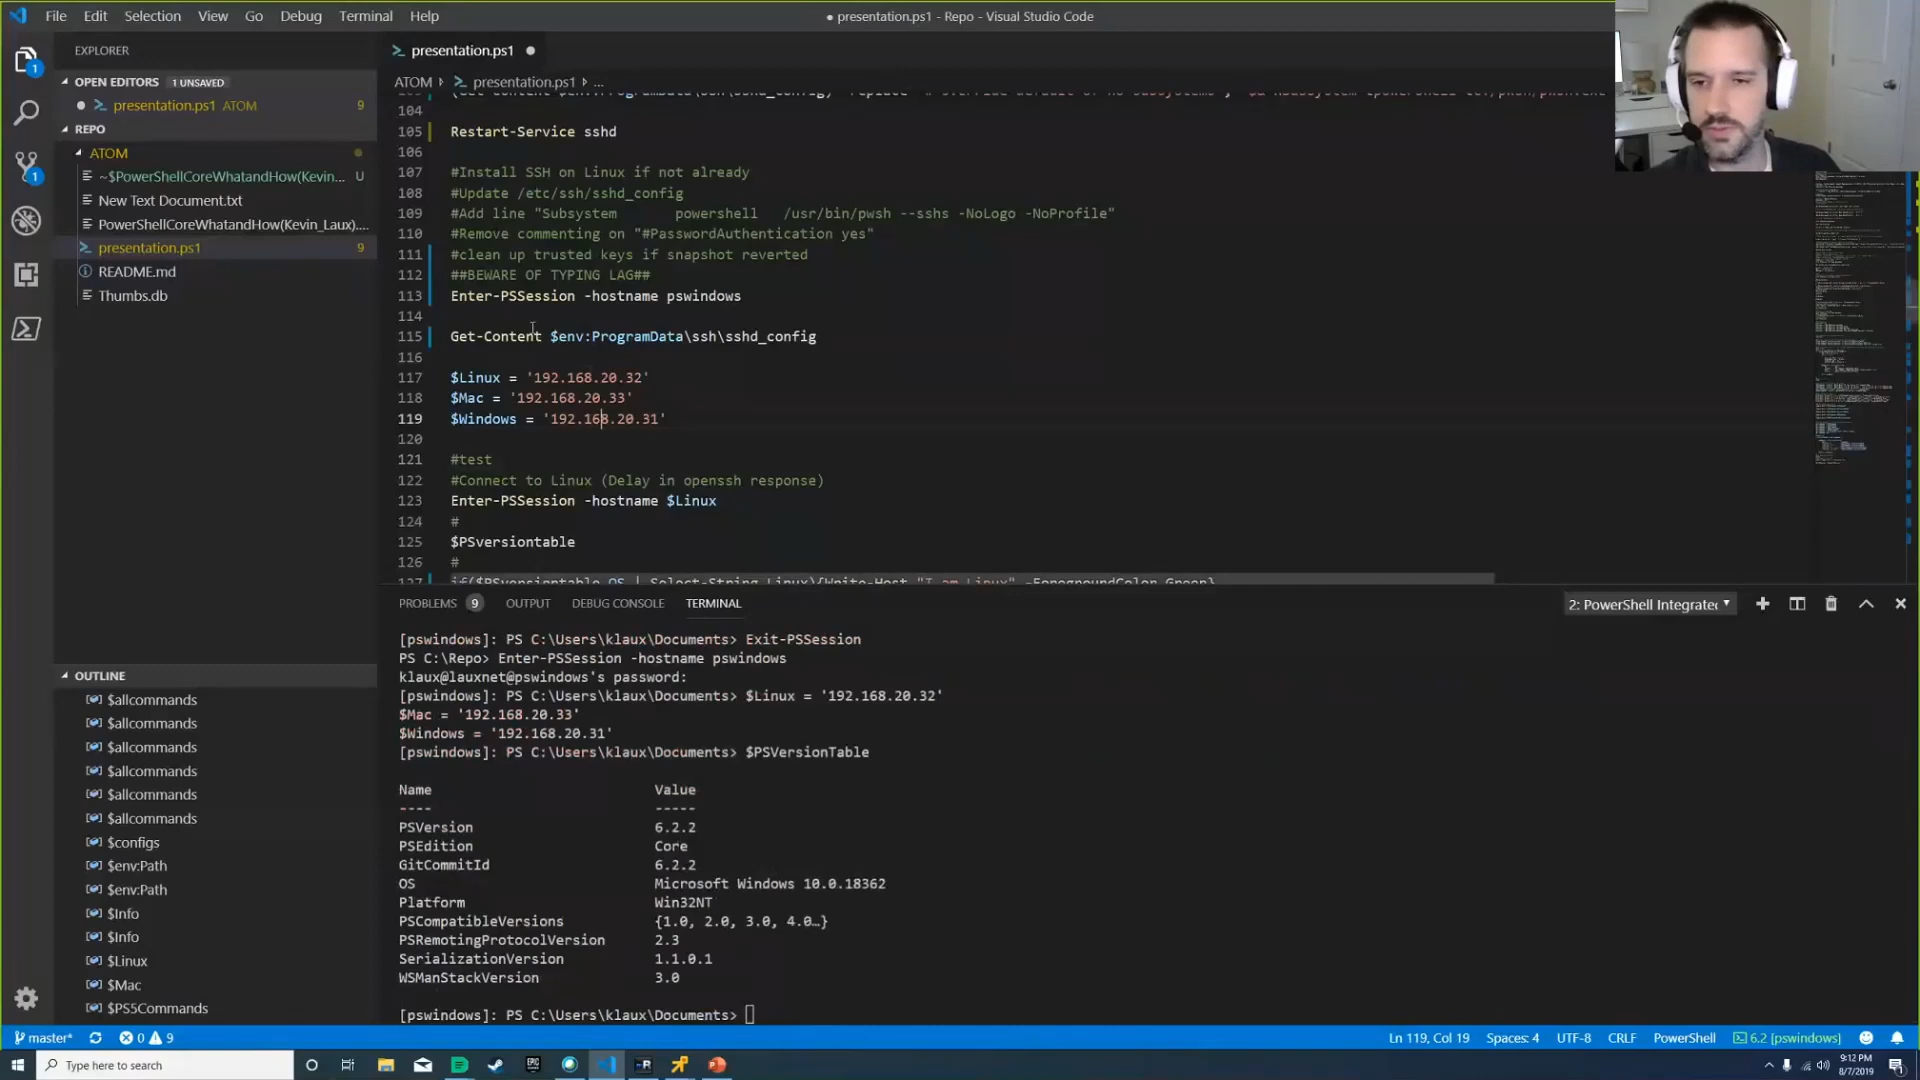 File Edit Selection View Go Debug Terminal Help
● presentation.ps1 - Repo - Visual Studio Code
EXPLORER
OPEN EDITORS 1 UNSAVED
presentation.ps1 ATOM 9
REPO
ATOM
~$PowerShellCoreWhatandHow(Kevin... U
New Text Document.txt
PowerShellCoreWhatandHow(Kevin_Laux)....
presentation.ps1 9
README.md
Thumbs.db
OUTLINE
$allcommands
$allcommands
$allcommands
$allcommands
$allcommands
$allcommands
$configs
$env:Path
$env:Path
$Info
$Info
$Linux
$Mac
$PS5Commands
presentation.ps1
ATOM presentation.ps1 ...
104
105 Restart-Service sshd
106
107 #Install SSH on Linux if not already
108 #Update /etc/ssh/sshd_config
109 #Add line "Subsystem powershell /usr/bin/pwsh --sshs -NoLogo -NoProfile"
110 #Remove commenting on "#PasswordAuthentication yes"
111 #clean up trusted keys if snapshot reverted
112 ##BEWARE OF TYPING LAG##
113 Enter-PSSession -hostname pswindows
114
115 Get-Content $env:ProgramData\ssh\sshd_config
116
117 $Linux = '192.168.20.32'
118 $Mac = '192.168.20.33'
119 $Windows = '192.168.20.31'
120
121 #test
122 #Connect to Linux (Delay in openssh response)
123 Enter-PSSession -hostname $Linux
124 #
125 $PSversiontable
126 #
127 if($PSversiontable.OS | Select-String Linux){Write-Host "I am Linux" -ForegroundColor Green}
PROBLEMS 9 OUTPUT DEBUG CONSOLE TERMINAL
2: PowerShell Integrated
[pswindows]: PS C:\Users\klaux\Documents> Exit-PSSession
PS C:\Repo> Enter-PSSession -hostname pswindows
klaux@lauxnet@pswindows's password:
[pswindows]: PS C:\Users\klaux\Documents> $Linux = '192.168.20.32'
$Mac = '192.168.20.33'
$Windows = '192.168.20.31'
[pswindows]: PS C:\Users\klaux\Documents> $PSVersionTable
Name Value
---- -----
PSVersion 6.2.2
PSEdition Core
GitCommitId 6.2.2
OS Microsoft Windows 10.0.18362
Platform Win32NT
PSCompatibleVersions {1.0, 2.0, 3.0, 4.0…}
PSRemotingProtocolVersion 2.3
SerializationVersion 1.1.0.1
WSManStackVersion 3.0
[pswindows]: PS C:\Users\klaux\Documents>
master* 0 9
Ln 119, Col 19 Spaces: 4 UTF-8 CRLF PowerShell 6.2 [pswindows]
Type here to search
9:12 PM
8/7/2019